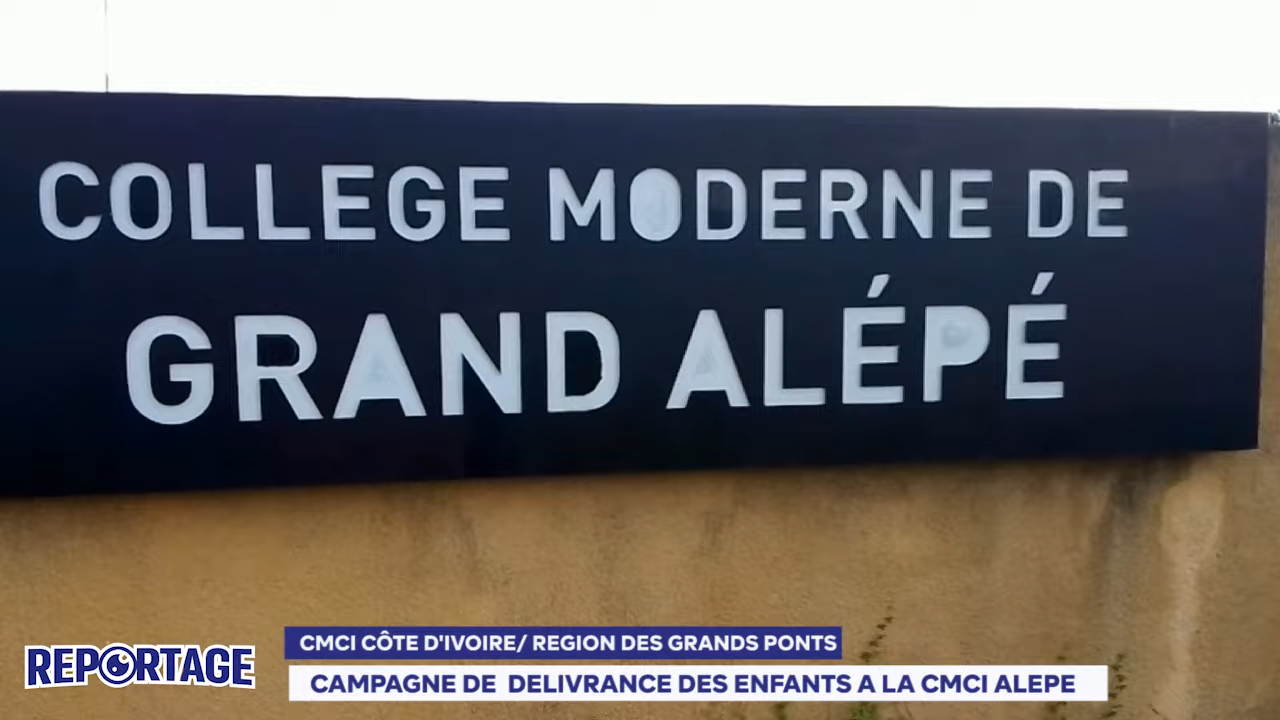 COLLEGE MODERNE DE
GRAND ALÉPÉ
CMCI CÔTE D'IVOIRE/ REGION DES GRANDS PONTS
REPORTAGE
CAMPAGNE DE DELIVRANCE DES ENFANTS A LA CMCI ALEPE